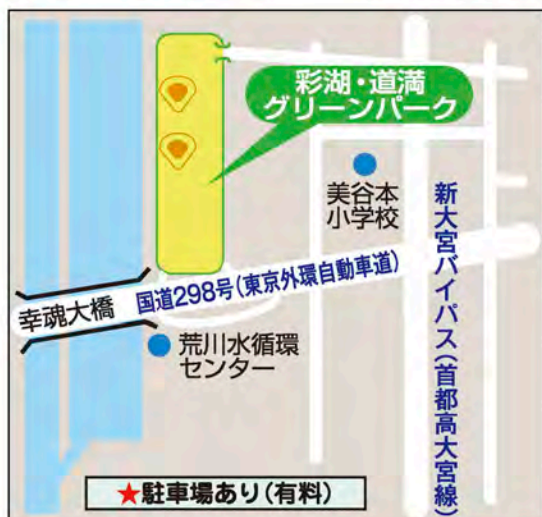 彩湖・道満
グリーンパーク
美谷本
小学校
新大宮バイパス(首都高大宮線)
国道298号(東京外環自動車道)
幸魂大橋
荒川水循環
センター
★駐車場あり(有料)